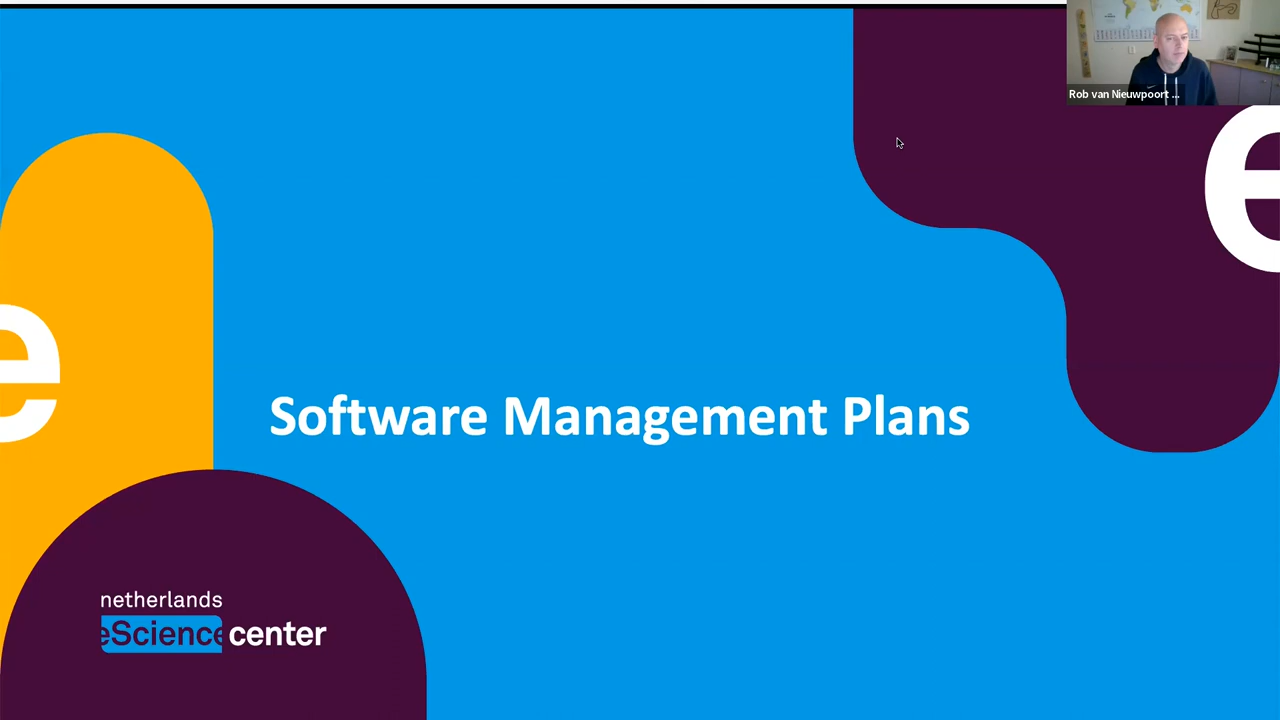 Rob van Nieuwpoort ...
e
e
Software Management Plans
netherlands
eScience center